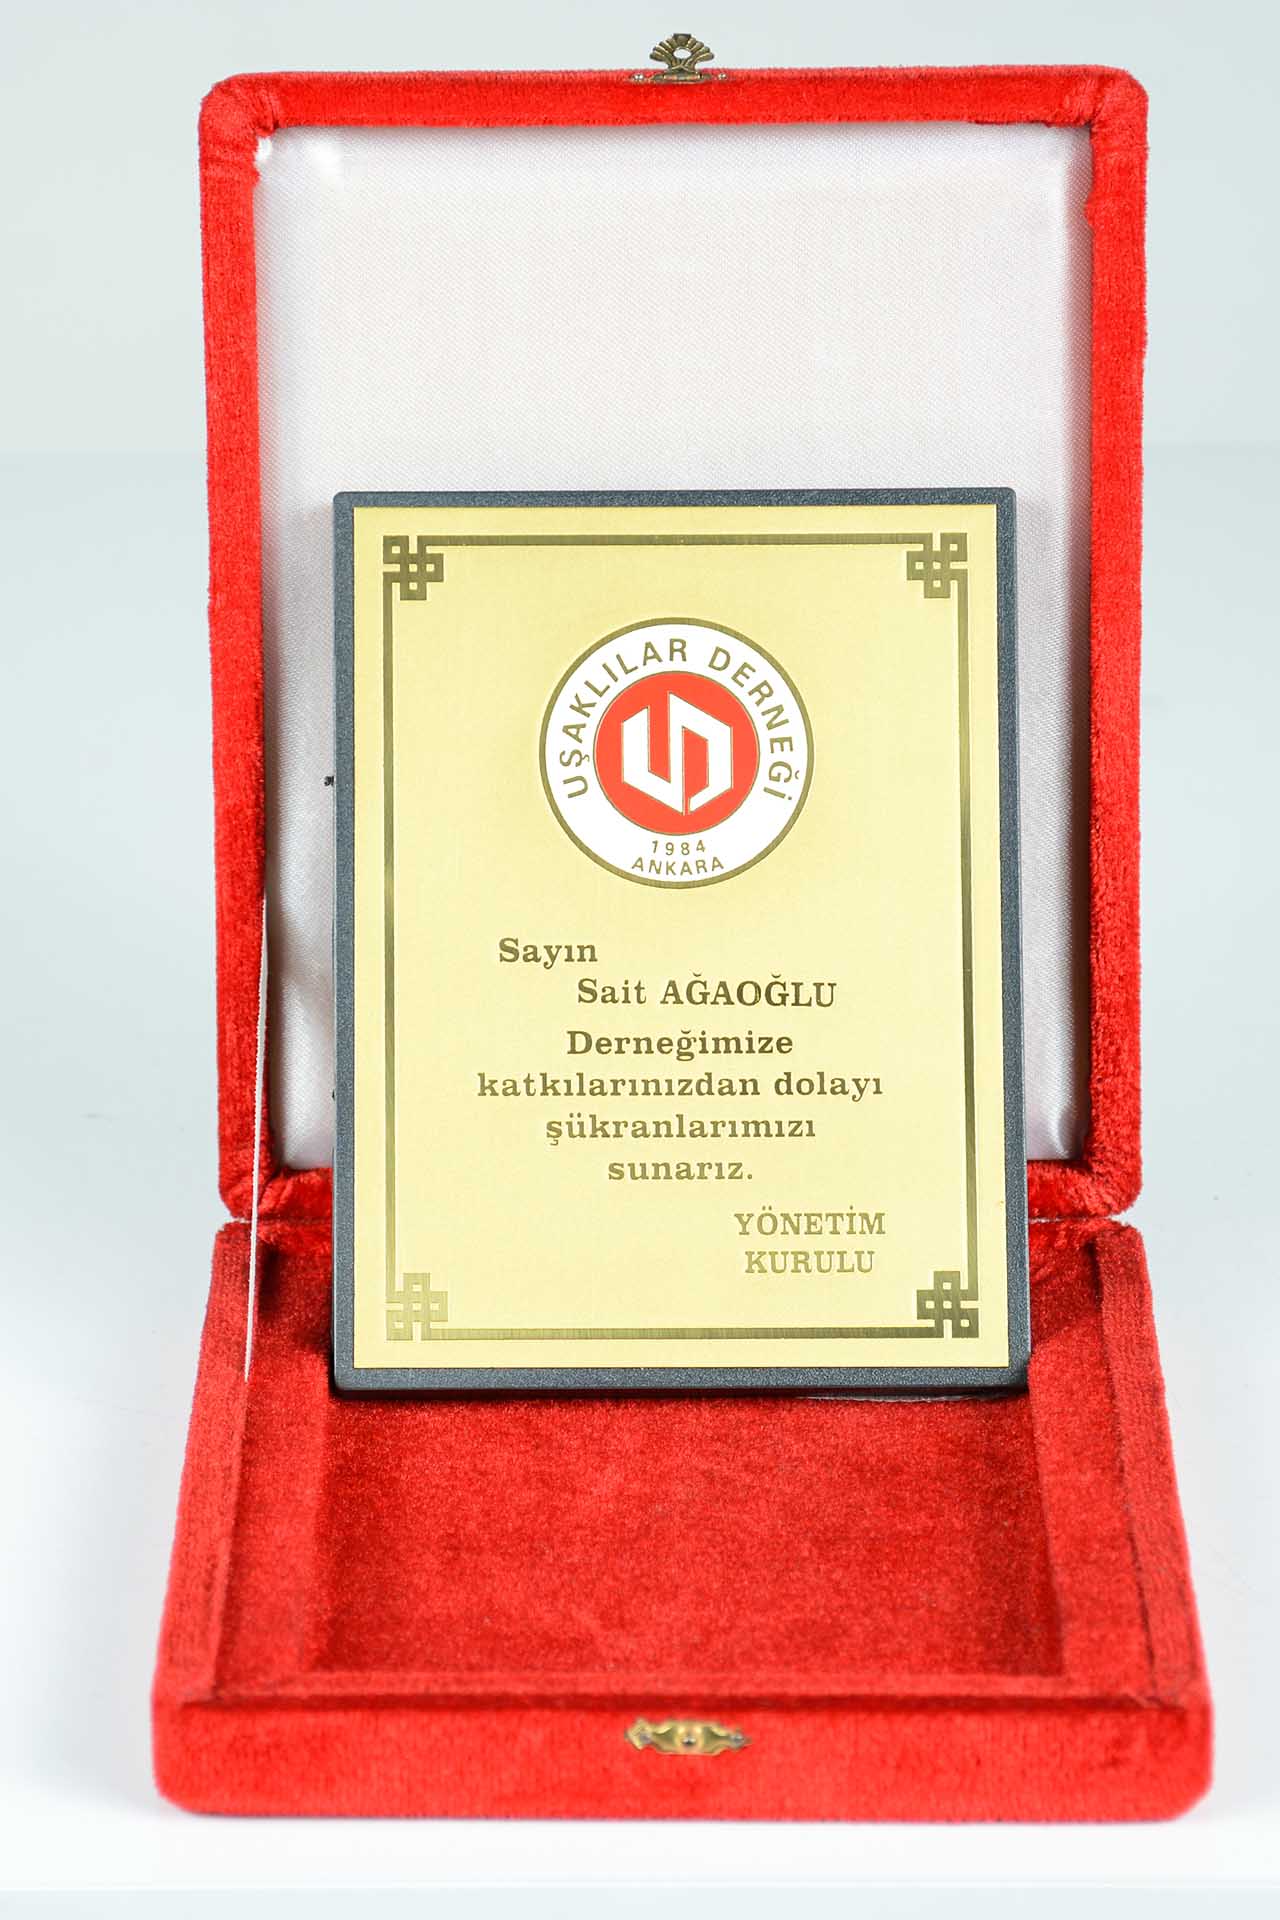 UŞAKLILAR DERNEĞİ
1984
ANKARA
Sayın
Sait AĞAOĞLU
Derneğimize
katkılarınızdan dolayı
şükranlarımızı
sunarız.
YÖNETİM
KURULU